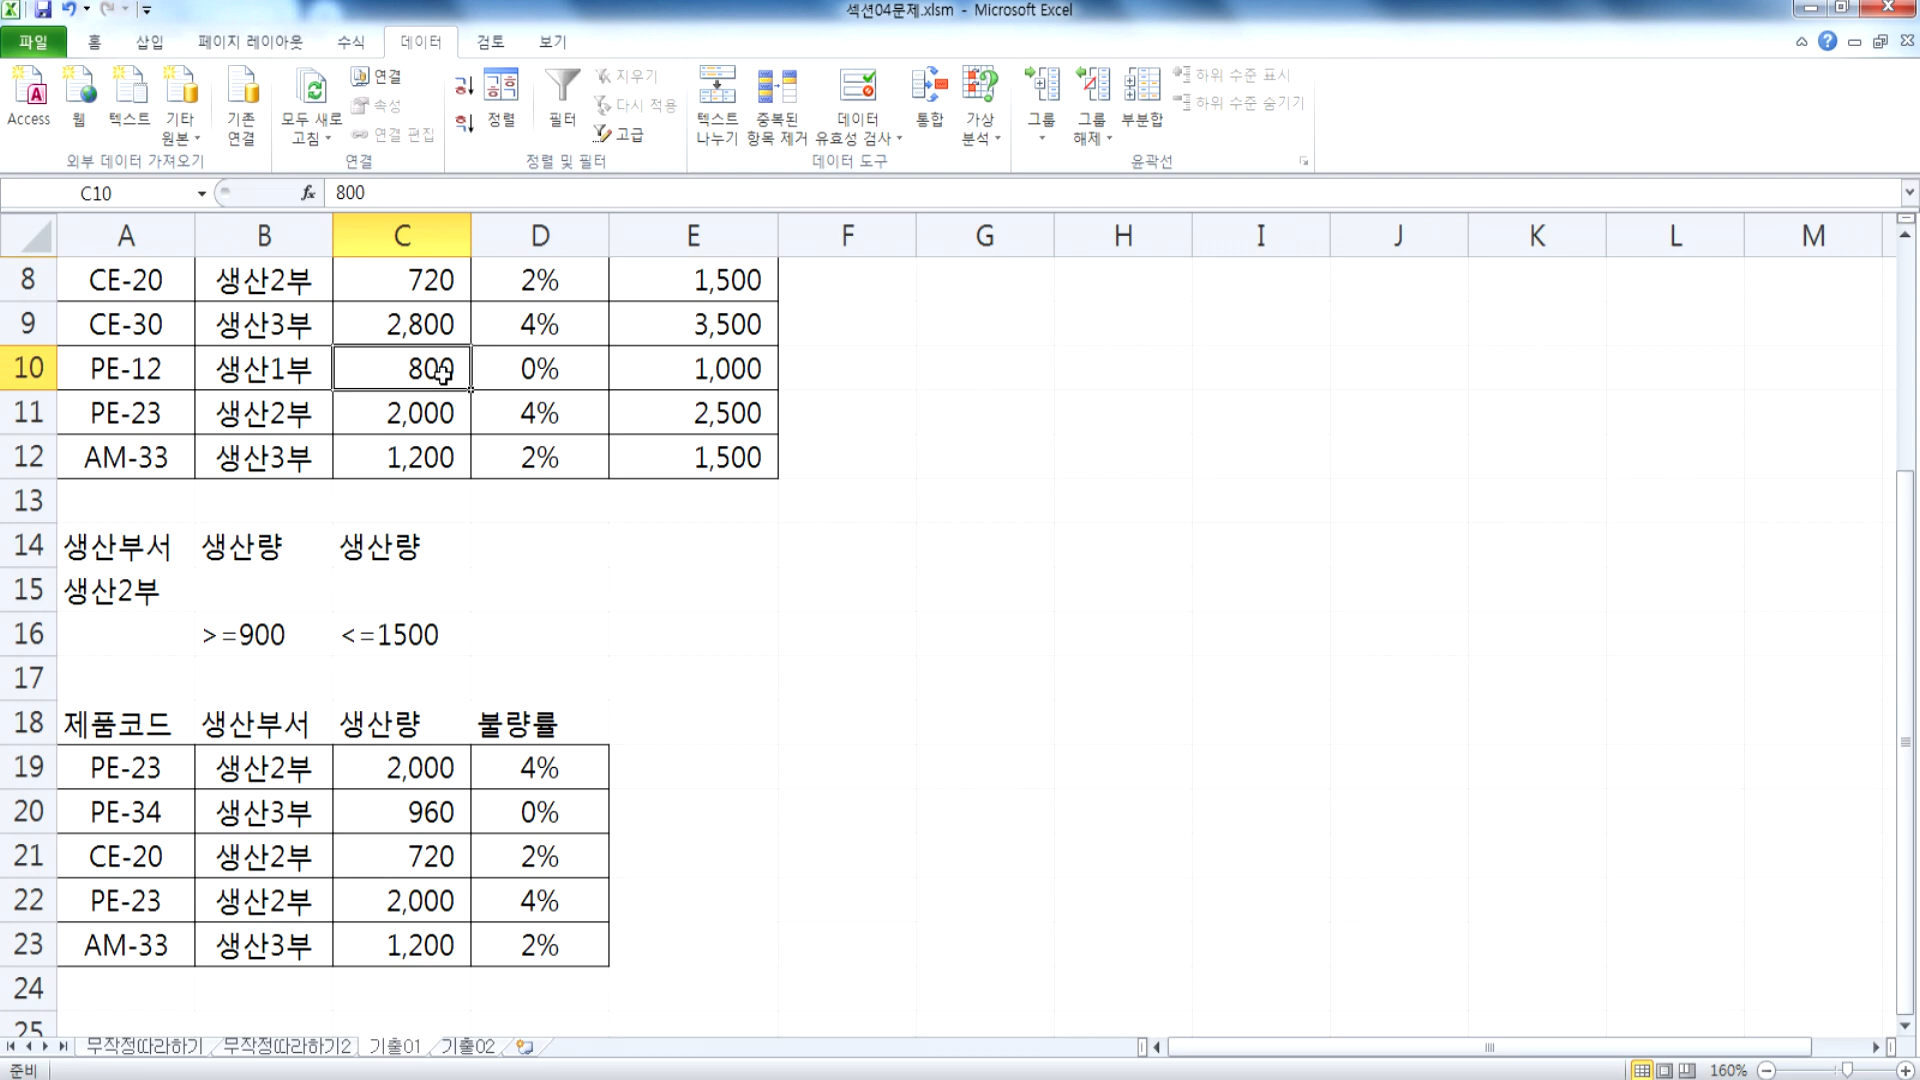 섹션04문제.xlsm - Microsoft Excel
파일 홈 삽입 페이지 레이아웃 수식 데이터 검토 보기
Access 웹 텍스트 기타 원본 기존 연결 모두 새로 고침 연결 속성 연결 편집 정렬 필터 지우기 다시 적용 고급 텍스트 나누기 중복된 항목 제거 데이터 유효성 검사 통합 가상 분석 그룹 그룹 해제 부분합 하위 수준 표시 하위 수준 숨기기
외부 데이터 가져오기 연결 정렬 및 필터 데이터 도구 윤곽선
C10 fx 800
A B C D E F G H I J K L M
8 CE-20 생산2부 720 2% 1,500
9 CE-30 생산3부 2,800 4% 3,500
10 PE-12 생산1부 800 0% 1,000
11 PE-23 생산2부 2,000 4% 2,500
12 AM-33 생산3부 1,200 2% 1,500
13
14 생산부서 생산량 생산량
15 생산2부
16 >=900 <=1500
17
18 제품코드 생산부서 생산량 불량률
19 PE-23 생산2부 2,000 4%
20 PE-34 생산3부 960 0%
21 CE-20 생산2부 720 2%
22 PE-23 생산2부 2,000 4%
23 AM-33 생산3부 1,200 2%
24
25
무작정따라하기 무작정따라하기2 기출01 기출02
준비 160%